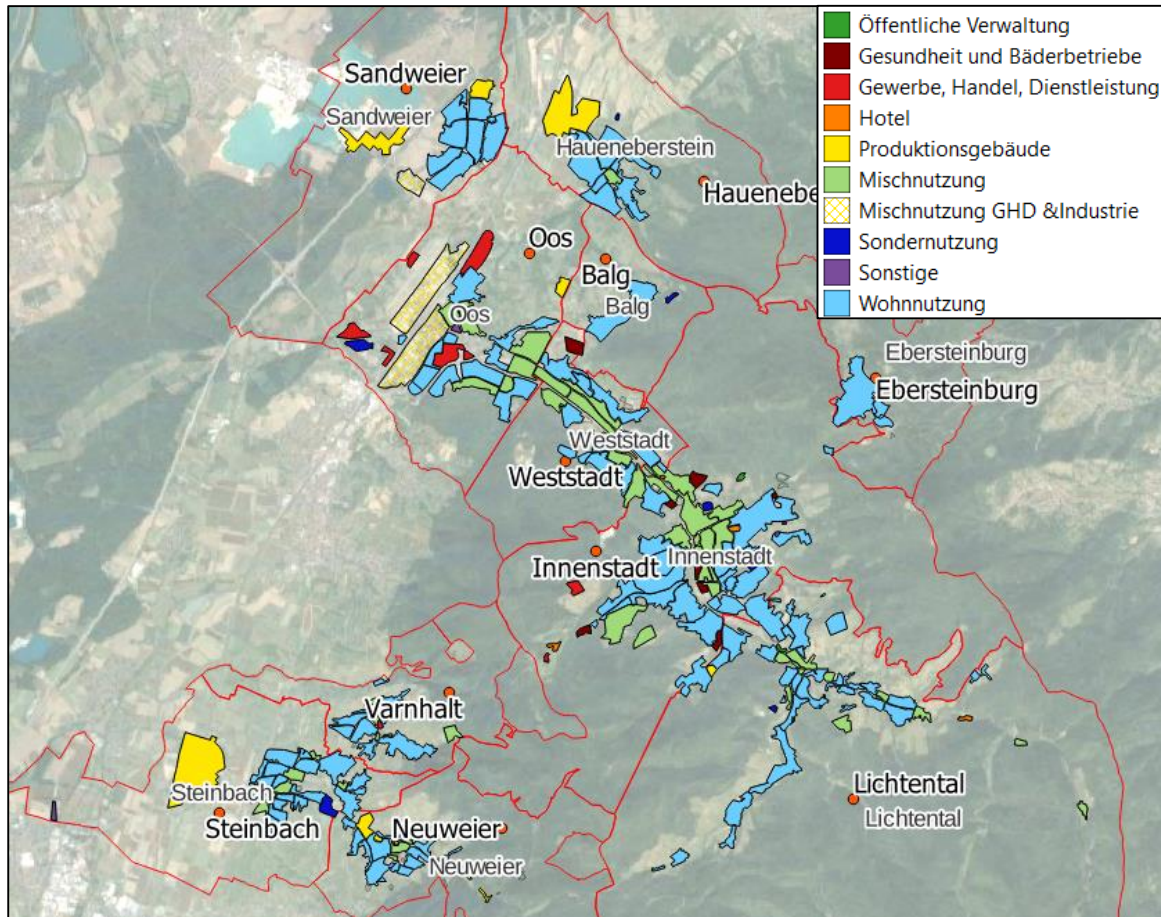 Öffentliche Verwaltung
Gesundheit und Bäderbetriebe
Gewerbe, Handel, Dienstleistung
Hotel
Produktionsgebäude
Mischnutzung
Mischnutzung GHD &Industrie
Sondernutzung
Sonstige
Wohnnutzung
Sandweier
Sandweier
Haueneberstein
Hauenebe
Oos
Balg
Balg
Oos
Ebersteinburg
Ebersteinburg
Weststadt
Weststadt
Innenstadt
Innenstadt
Varnhalt
Steinbach
Steinbach
Neuweier
Neuweier
Lichtental
Lichtental